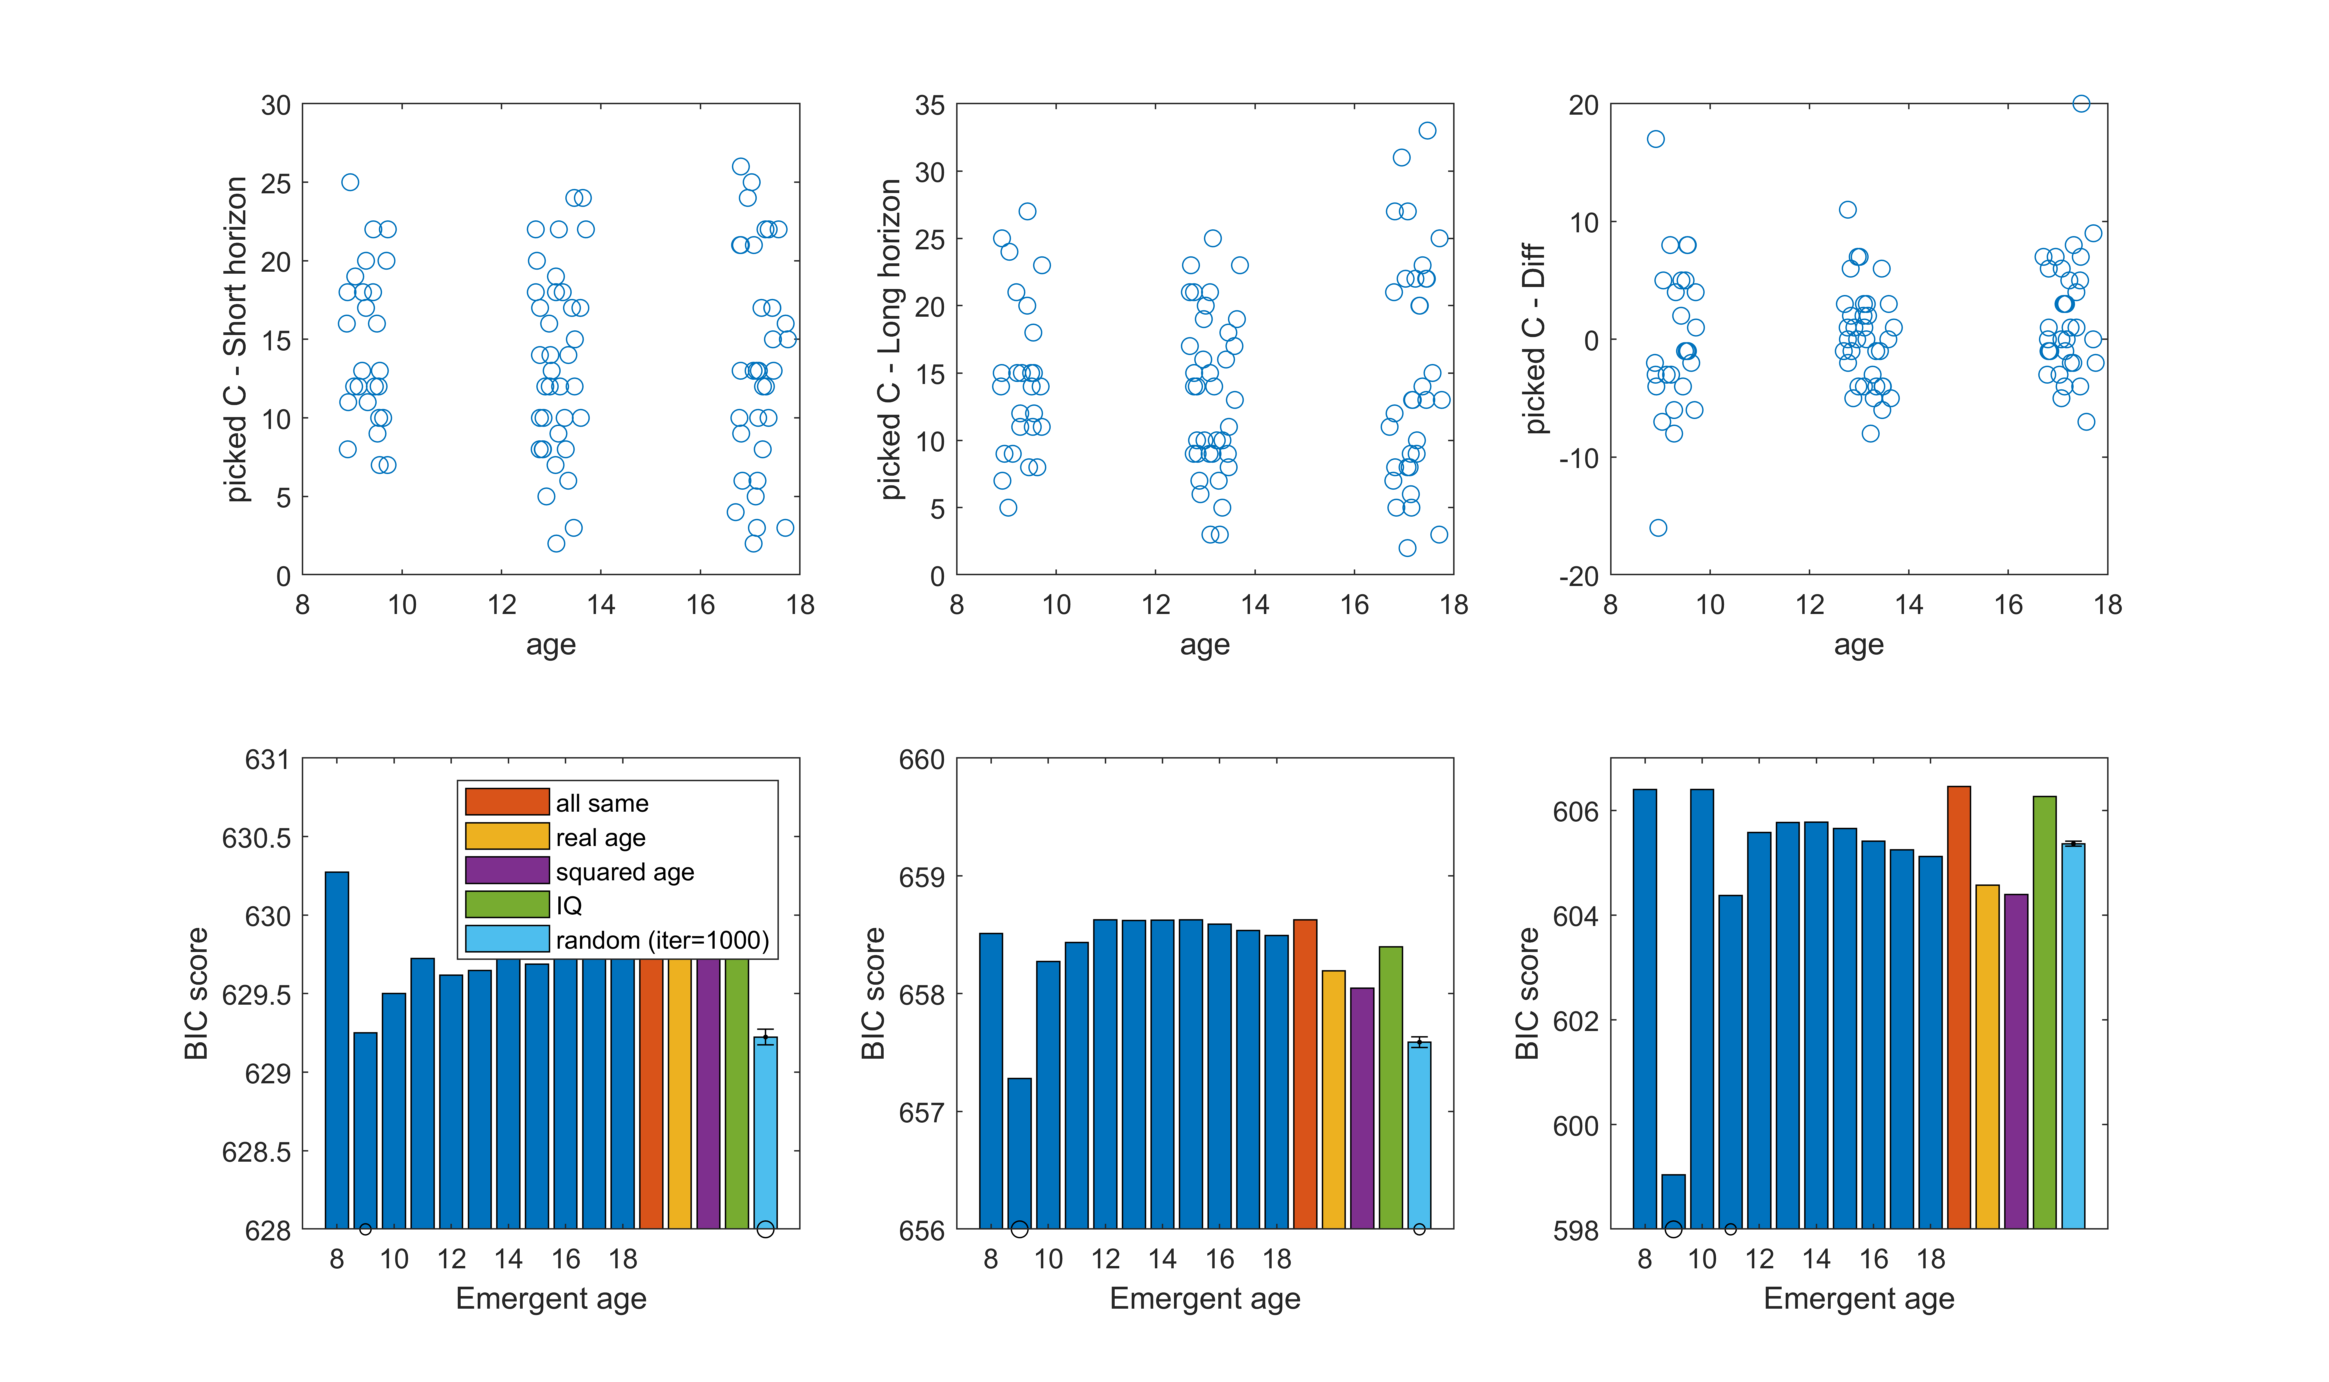 30
25
20
15
10
5
0
8 10 12 14 16 18
age
picked C - Short horizon
35
30
25
20
15
10
5
0
8 10 12 14 16 18
age
picked C - Long horizon
20
10
0
-10
-20
8 10 12 14 16 18
age
picked C - Diff
631
630.5
630
629.5
629
628.5
628
8 10 12 14 16 18
Emergent age
BIC score
all same
real age
squared age
IQ
random (iter=1000)
660
659
658
657
656
8 10 12 14 16 18
Emergent age
BIC score
606
604
602
600
598
8 10 12 14 16 18
Emergent age
BIC score